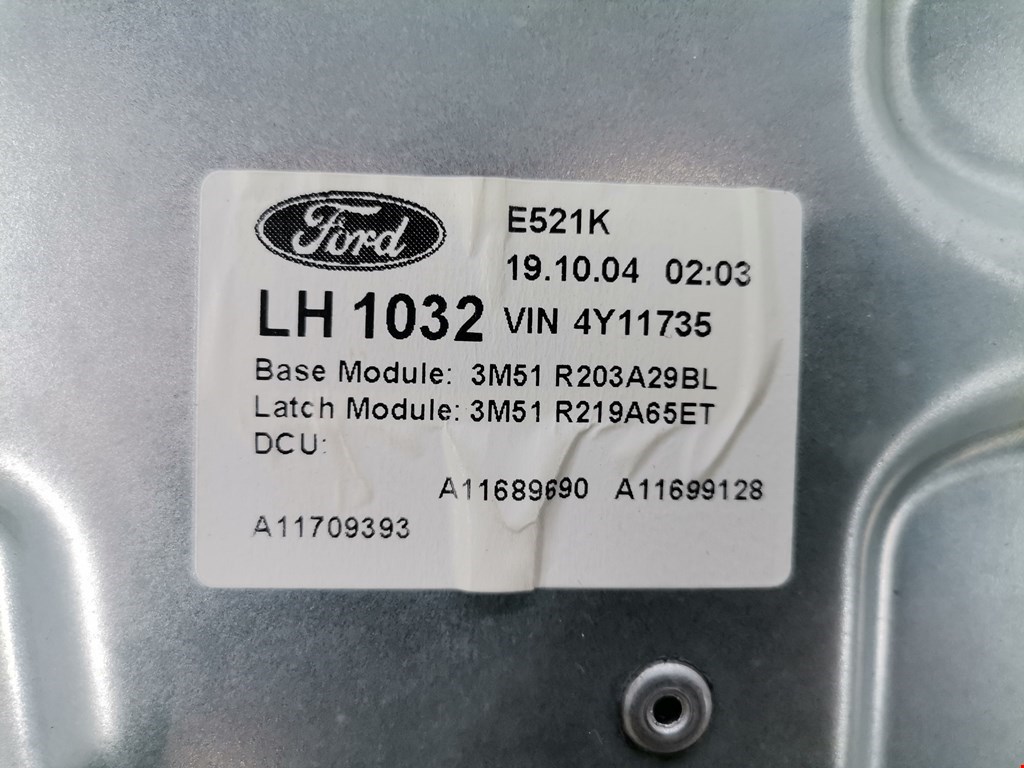 Ford
E521K
19.10.04 02:03
LH 1032 VIN 4Y11735
Base Module: 3M51 R203A29BL
Latch Module: 3M51 R219A65ET
DCU:
A11689690 A11699128
A11709393